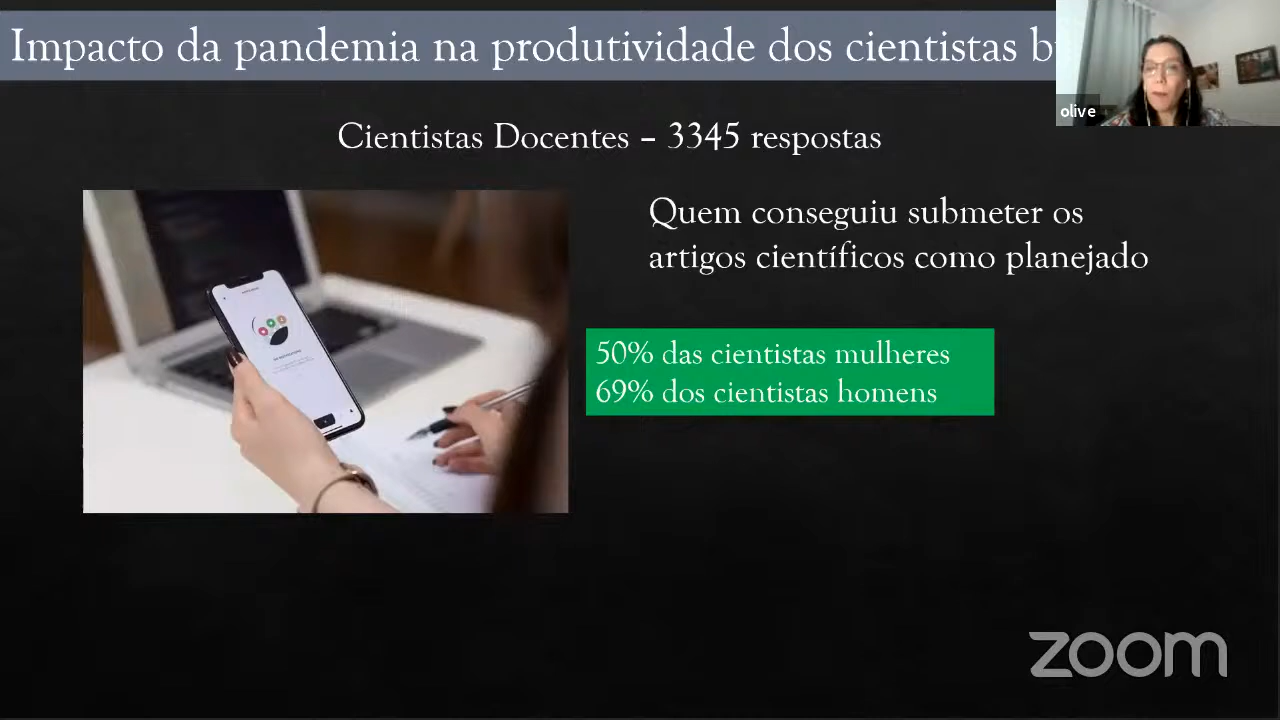 Impacto da pandemia na produtividade dos cientistas
olive
Cientistas Docentes – 3345 respostas
Quem conseguiu submeter os
artigos científicos como planejado
50% das cientistas mulheres
69% dos cientistas homens
zoom